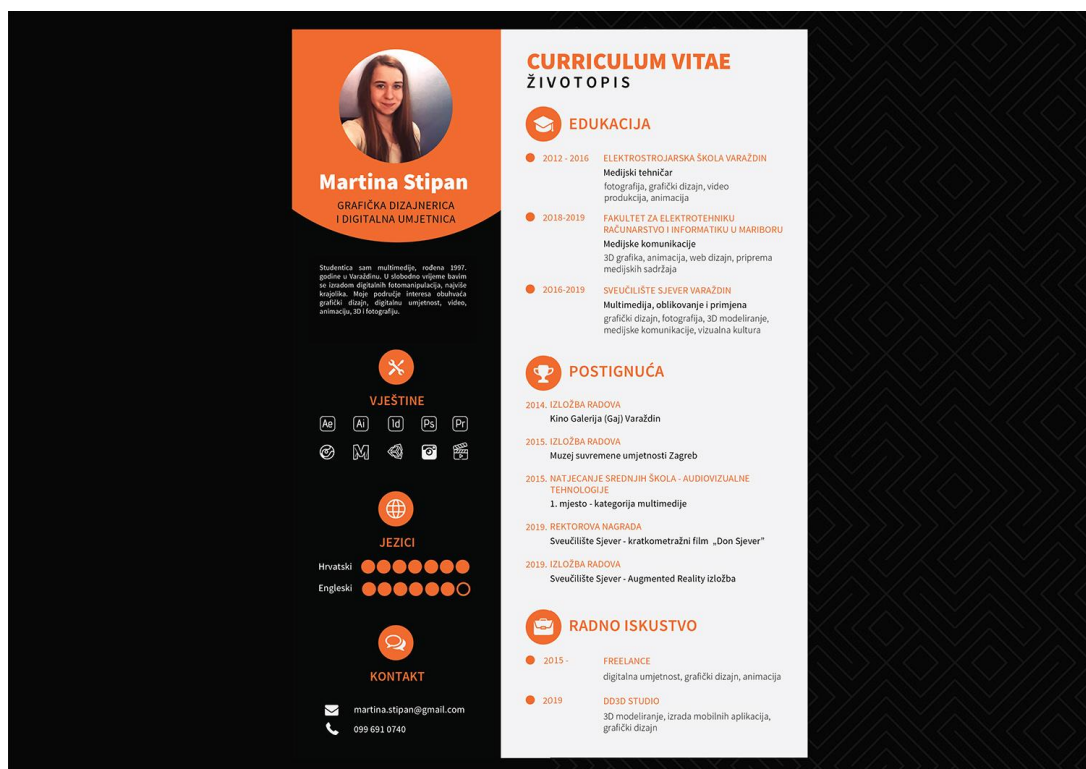 Martina Stipan
GRAFIČKA DIZAJNERICA
I DIGITALNA UMJETNICA
Studentica sam multimedije, rođena 1997.
godine u Varaždinu. U slobodno vrijeme bavim
se izradom digitalnih fotomanipulacija, najviše
krajolika. Moje područje interesa obuhvaća
grafički dizajn, digitalnu umjetnost, video,
animaciju, 3D i fotografiju.
VJEŠTINE
Ae Ai Id Ps Pr
JEZICI
Hrvatski
Engleski
KONTAKT
martina.stipan@gmail.com
099 691 0740
CURRICULUM VITAE
ŽIVOTOPIS
EDUKACIJA
2012 - 2016 ELEKTROSTROJARSKA ŠKOLA VARAŽDIN
Medijski tehničar
fotografija, grafički dizajn, video
produkcija, animacija
2018-2019 FAKULTET ZA ELEKTROTEHNIKU
RAČUNARSTVO I INFORMATIKU U MARIBORU
Medijske komunikacije
3D grafika, animacija, web dizajn, priprema
medijskih sadržaja
2016-2019 SVEUČILIŠTE SJEVER VARAŽDIN
Multimedija, oblikovanje i primjena
grafički dizajn, fotografija, 3D modeliranje,
medijske komunikacije, vizualna kultura
POSTIGNUĆA
2014. IZLOŽBA RADOVA
Kino Galerija (Gaj) Varaždin
2015. IZLOŽBA RADOVA
Muzej suvremene umjetnosti Zagreb
2015. NATJECANJE SREDNJIH ŠKOLA - AUDIOVIZUALNE
TEHNOLOGIJE
1. mjesto - kategorija multimedije
2019. REKTOROVA NAGRADA
Sveučilište Sjever - kratkometražni film „Don Sjever”
2019. IZLOŽBA RADOVA
Sveučilište Sjever - Augmented Reality izložba
RADNO ISKUSTVO
2015 - FREELANCE
digitalna umjetnost, grafički dizajn, animacija
2019 DD3D STUDIO
3D modeliranje, izrada mobilnih aplikacija,
grafički dizajn